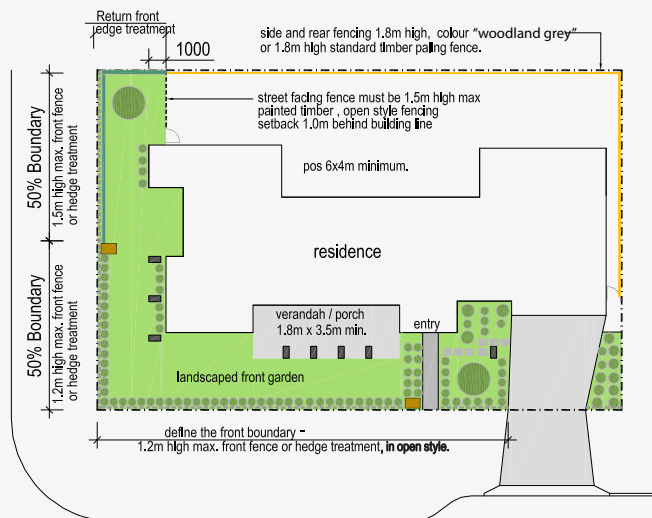 Return front
edge treatment
1000
side and rear fencing 1.8m high, colour “woodland grey”
or 1.8m high standard timber paling fence.
street facing fence must be 1.5m high max
painted timber , open style fencing
setback 1.0m behind building line
50% Boundary
1.5m high max. front fence
or hedge treatment
pos 6x4m minimum.
residence
50% Boundary
1.2m high max. front fence
or hedge treatment
verandah / porch
1.8m x 3.5m min.
entry
landscaped front garden
define the front boundary -
1.2m high max. front fence or hedge treatment, in open style.